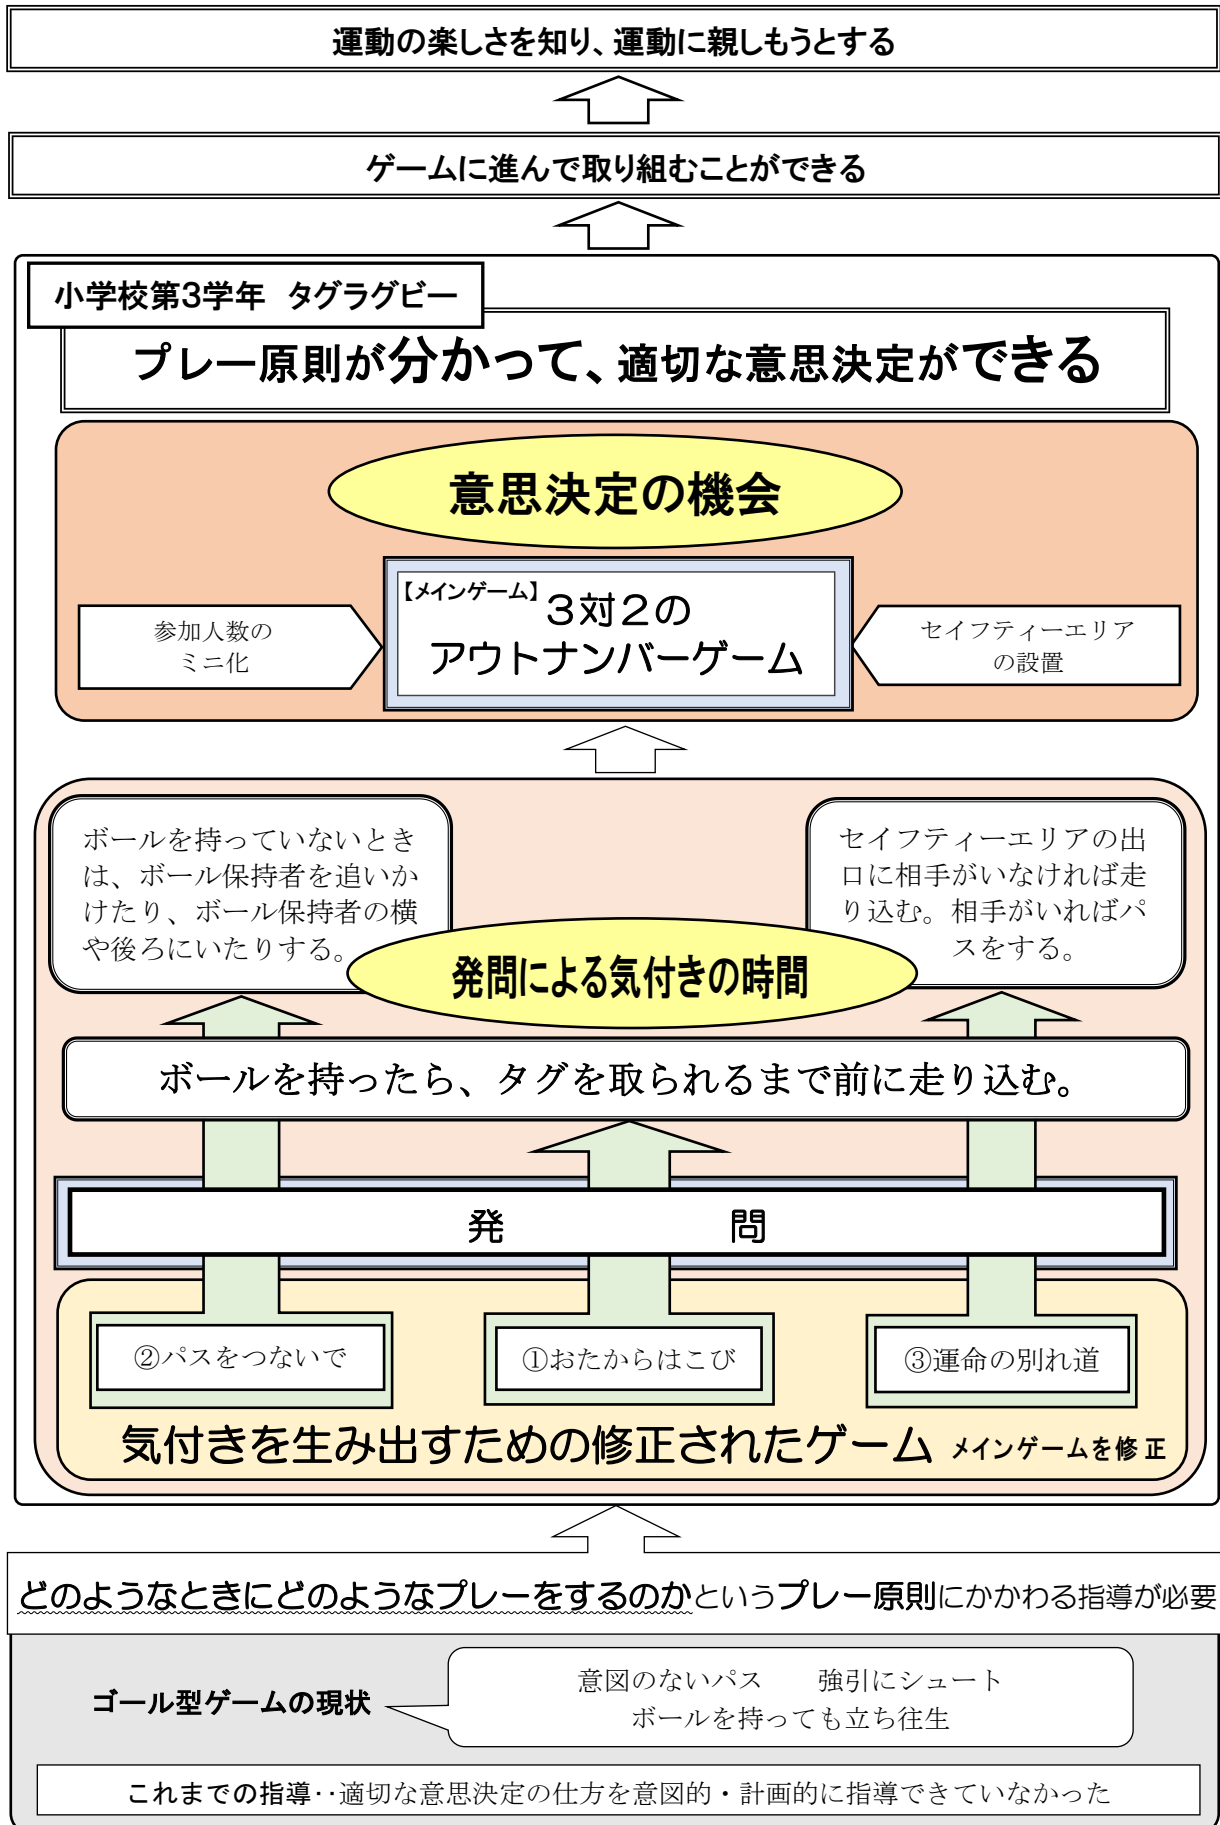 運動の楽しさを知り、運動に親しもうとする
ゲームに進んで取り組むことができる
小学校第3学年　タグラグビー
プレー原則が分かって、適切な意思決定ができる
意思決定の機会
参加人数の
ミニ化
【メインゲーム】
3対2の
アウトナンバーゲーム
セイフティーエリア
の設置
ボールを持っていないとき
は、ボール保持者を追いか
けたり、ボール保持者の横
や後ろにいたりする。
セイフティーエリアの出
口に相手がいなければ走
り込む。相手がいればパ
スをする。
発問による気付きの時間
ボールを持ったら、タグを取られるまで前に走り込む。
発　問
②パスをつないで
①おたからはこび
③運命の別れ道
気付きを生み出すための修正されたゲーム メインゲームを修正
どのようなときにどのようなプレーをするのかというプレー原則にかかわる指導が必要
ゴール型ゲームの現状
意図のないパス　強引にシュート
ボールを持っても立ち往生
これまでの指導‥適切な意思決定の仕方を意図的・計画的に指導できていなかった